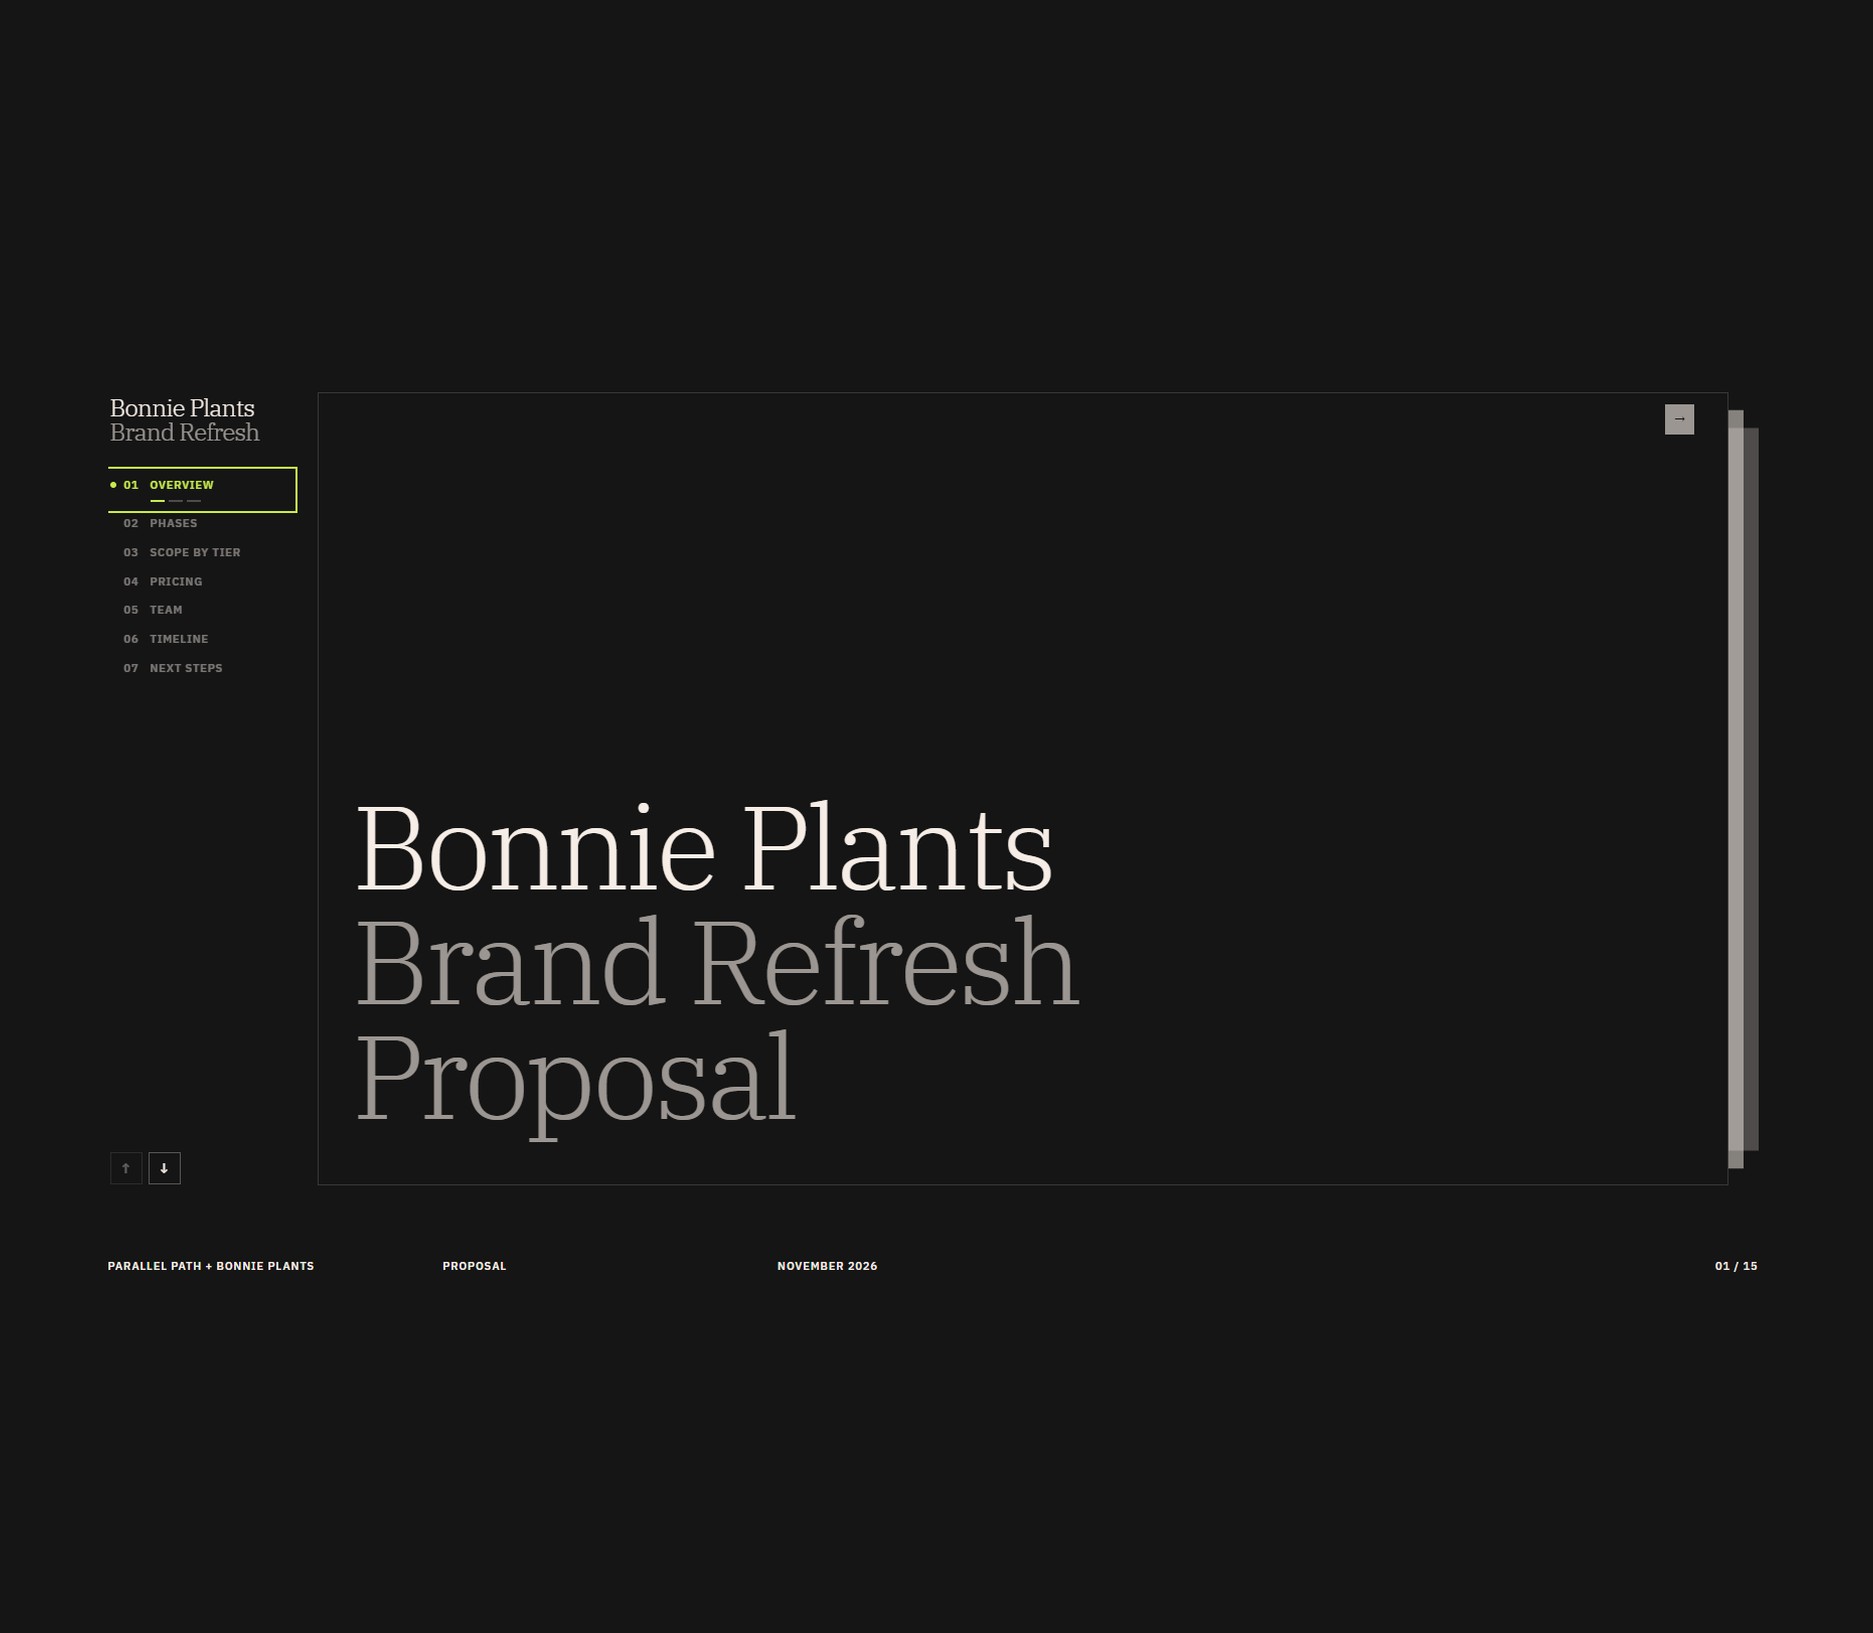 Bonnie Plants
Brand Refresh
01 OVERVIEW
02 PHASES
03 SCOPE BY TIER
04 PRICING
05 TEAM
06 TIMELINE
07 NEXT STEPS
↑ ↓
→
Bonnie Plants
Brand Refresh
Proposal
PARALLEL PATH + BONNIE PLANTS
PROPOSAL
NOVEMBER 2026
01 / 15